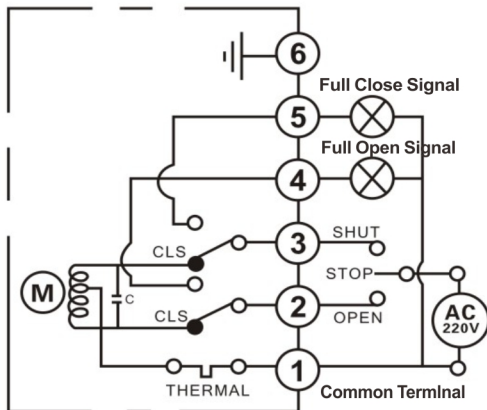 6
Full Close Signal
5
Full Open Signal
4
CLS
3
SHUT
STOP
M
C
CLS
2
OPEN
AC
220V
THERMAL
1
Common TermInal